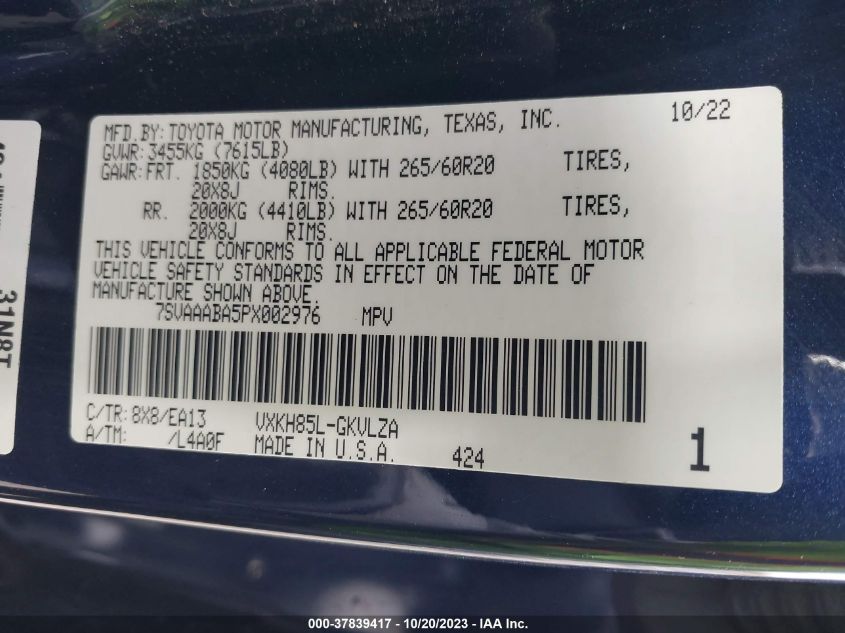 MFD.BY:TOYOTA MOTOR MANUFACTURING, TEXAS, INC. 10/22
GVWR:3455KG (7615LB)
GAWR:FRT. 1850KG (4080LB) WITH 265/60R20 TIRES,
20X8J RIMS.
RR. 2000KG (4410LB) WITH 265/60R20 TIRES,
20X8J RIMS.
THIS VEHICLE CONFORMS TO ALL APPLICABLE FEDERAL MOTOR
VEHICLE SAFETY STANDARDS IN EFFECT ON THE DATE OF
MANUFACTURE SHOWN ABOVE.
7SVAAABA5PX002976 MPV
C/TR:8X8/EA13 VXKH85L-GKVLZA
A/TM: /L4A0F MADE IN U.S.A. 424 1
31N8T
000-37839417 - 10/20/2023 - IAA Inc.